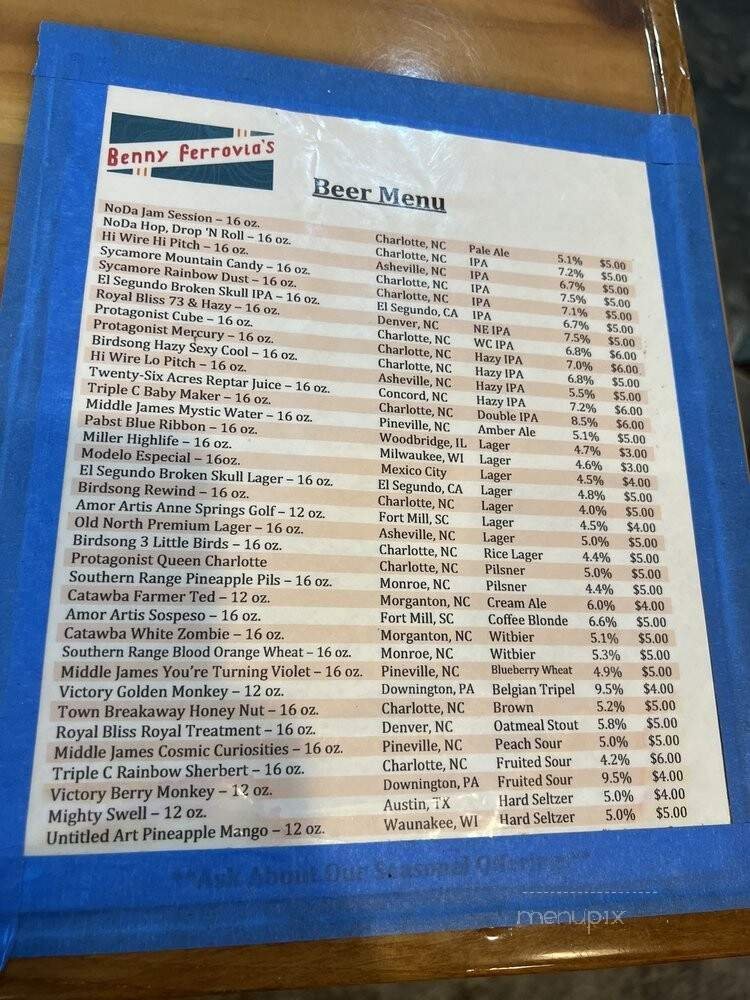 Benny Ferrovia's
Beer Menu
NoDa Jam Session – 16 oz. Charlotte, NC Pale Ale 5.1% $5.00
NoDa Hop, Drop 'N Roll – 16 oz. Charlotte, NC IPA 7.2% $5.00
Hi Wire Hi Pitch – 16 oz. Asheville, NC IPA 6.7% $5.00
Sycamore Mountain Candy – 16 oz. Charlotte, NC IPA 7.5% $5.00
Sycamore Rainbow Dust – 16 oz. Charlotte, NC IPA 7.1% $5.00
El Segundo Broken Skull IPA – 16 oz. El Segundo, CA IPA 6.7% $5.00
Royal Bliss 73 & Hazy – 16 oz. Denver, NC NE IPA 7.5% $5.00
Protagonist Cube – 16 oz. Charlotte, NC WC IPA 6.8% $6.00
Protagonist Mercury – 16 oz. Charlotte, NC Hazy IPA 7.0% $6.00
Birdsong Hazy Sexy Cool – 16 oz. Charlotte, NC Hazy IPA 6.8% $5.00
Hi Wire Lo Pitch – 16 oz. Asheville, NC Hazy IPA 5.5% $5.00
Twenty-Six Acres Reptar Juice – 16 oz. Concord, NC Hazy IPA 7.2% $6.00
Triple C Baby Maker – 16 oz. Charlotte, NC Double IPA 8.5% $6.00
Middle James Mystic Water – 16 oz. Pineville, NC Amber Ale 5.1% $5.00
Pabst Blue Ribbon – 16 oz. Woodbridge, IL Lager 4.7% $3.00
Miller Highlife – 16 oz. Milwaukee, WI Lager 4.6% $3.00
Modelo Especial – 16oz. Mexico City Lager 4.5% $4.00
El Segundo Broken Skull Lager – 16 oz. El Segundo, CA Lager 4.8% $5.00
Birdsong Rewind – 16 oz. Charlotte, NC Lager 4.0% $5.00
Amor Artis Anne Springs Golf – 12 oz. Fort Mill, SC Lager 4.5% $4.00
Old North Premium Lager – 16 oz. Asheville, NC Lager 5.0% $5.00
Birdsong 3 Little Birds – 16 oz. Charlotte, NC Rice Lager 4.4% $5.00
Protagonist Queen Charlotte Charlotte, NC Pilsner 5.0% $5.00
Southern Range Pineapple Pils – 16 oz. Monroe, NC Pilsner 4.4% $5.00
Catawba Farmer Ted – 12 oz. Morganton, NC Cream Ale 6.0% $4.00
Amor Artis Sospeso – 16 oz. Fort Mill, SC Coffee Blonde 6.6% $5.00
Catawba White Zombie – 16 oz. Morganton, NC Witbier 5.1% $5.00
Southern Range Blood Orange Wheat – 16 oz. Monroe, NC Witbier 5.3% $5.00
Middle James You're Turning Violet – 16 oz. Pineville, NC Blueberry Wheat 4.9% $5.00
Victory Golden Monkey – 12 oz. Downington, PA Belgian Tripel 9.5% $4.00
Town Breakaway Honey Nut – 16 oz. Charlotte, NC Brown 5.2% $5.00
Royal Bliss Royal Treatment – 16 oz. Denver, NC Oatmeal Stout 5.8% $5.00
Middle James Cosmic Curiosities – 16 oz. Pineville, NC Peach Sour 5.0% $5.00
Triple C Rainbow Sherbert – 16 oz. Charlotte, NC Fruited Sour 4.2% $6.00
Victory Berry Monkey – 12 oz. Downington, PA Fruited Sour 9.5% $4.00
Mighty Swell – 12 oz. Austin, TX Hard Seltzer 5.0% $4.00
Untitled Art Pineapple Mango – 12 oz. Waunakee, WI Hard Seltzer 5.0% $5.00
**Ask About Our Seasonal Offerings**
menupix